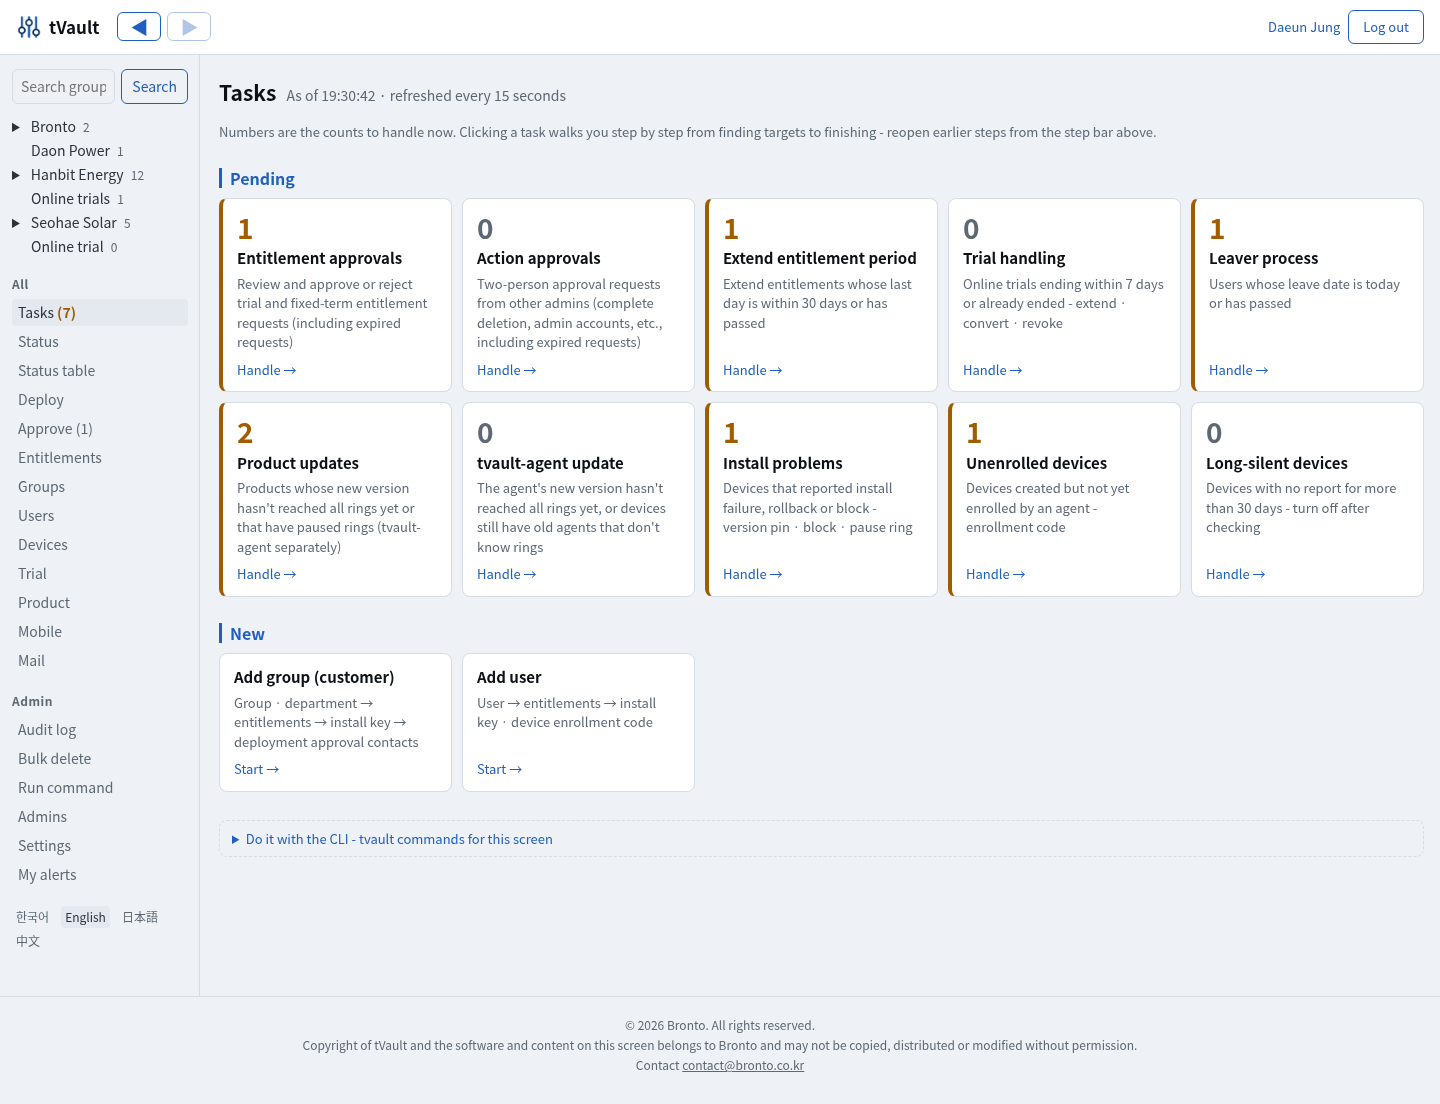 tVault
◀ ▶
Daeun Jung
Log out
Search group
Search
▶ Bronto 2
Daon Power 1
▶ Hanbit Energy 12
Online trials 1
▶ Seohae Solar 5
Online trial 0
All
Tasks (7)
Status
Status table
Deploy
Approve (1)
Entitlements
Groups
Users
Devices
Trial
Product
Mobile
Mail
Admin
Audit log
Bulk delete
Run command
Admins
Settings
My alerts
한국어 English 日本語
中文
Tasks As of 19:30:42 · refreshed every 15 seconds
Numbers are the counts to handle now. Clicking a task walks you step by step from finding targets to finishing - reopen earlier steps from the step bar above.
Pending
1
Entitlement approvals
Review and approve or reject
trial and fixed-term entitlement
requests (including expired
requests)
Handle →
0
Action approvals
Two-person approval requests
from other admins (complete
deletion, admin accounts, etc.,
including expired requests)
Handle →
1
Extend entitlement period
Extend entitlements whose last
day is within 30 days or has
passed
Handle →
0
Trial handling
Online trials ending within 7 days
or already ended - extend ·
convert · revoke
Handle →
1
Leaver process
Users whose leave date is today
or has passed
Handle →
2
Product updates
Products whose new version
hasn't reached all rings yet or
that have paused rings (tvault-
agent separately)
Handle →
0
tvault-agent update
The agent's new version hasn't
reached all rings yet, or devices
still have old agents that don't
know rings
Handle →
1
Install problems
Devices that reported install
failure, rollback or block -
version pin · block · pause ring
Handle →
1
Unenrolled devices
Devices created but not yet
enrolled by an agent -
enrollment code
Handle →
0
Long-silent devices
Devices with no report for more
than 30 days - turn off after
checking
Handle →
New
Add group (customer)
Group · department →
entitlements → install key →
deployment approval contacts
Start →
Add user
User → entitlements → install
key · device enrollment code
Start →
▶ Do it with the CLI - tvault commands for this screen
© 2026 Bronto. All rights reserved.
Copyright of tVault and the software and content on this screen belongs to Bronto and may not be copied, distributed or modified without permission.
Contact contact@bronto.co.kr